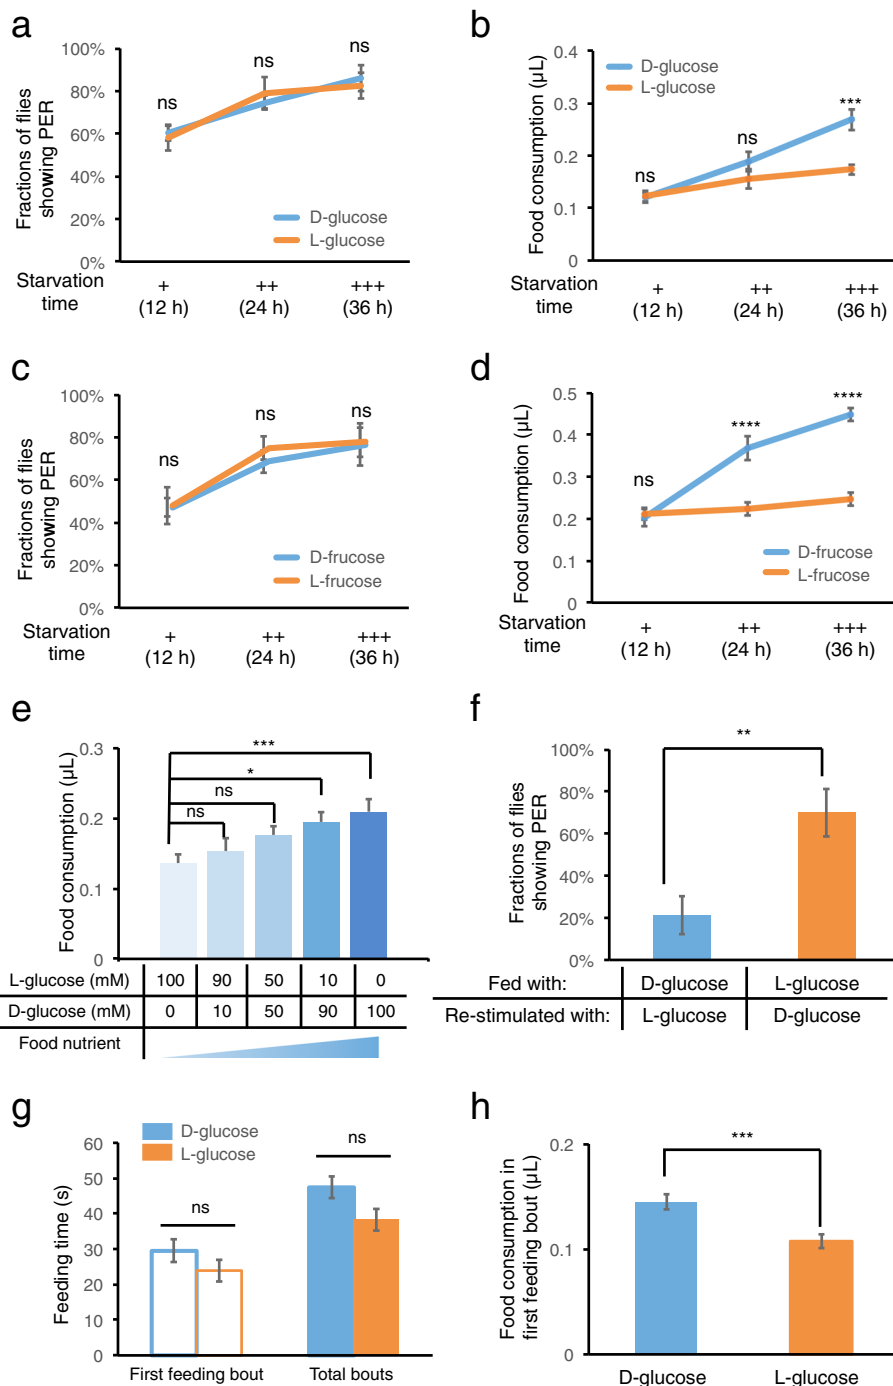 a
Fractions of flies
showing PER
100%
80%
60%
40%
20%
0%
ns
ns
ns
D-glucose
L-glucose
Starvation
time
+
(12 h)
++
(24 h)
+++
(36 h)
b
Food consumption (µL)
0.4
0.3
0.2
0.1
0
D-glucose
L-glucose
ns
ns
***
Starvation
time
+
(12 h)
++
(24 h)
+++
(36 h)
c
Fractions of flies
showing PER
100%
80%
60%
40%
20%
0%
ns
ns
ns
D-frucose
L-frucose
Starvation
time
+
(12 h)
++
(24 h)
+++
(36 h)
d
Food consumption (µL)
0.5
0.4
0.3
0.2
0.1
0
ns
****
****
D-frucose
L-frucose
Starvation
time
+
(12 h)
++
(24 h)
+++
(36 h)
e
Food consumption (µL)
0.3
0.2
0.1
0
***
*
ns
ns
L-glucose (mM) 100 90 50 10 0
D-glucose (mM) 0 10 50 90 100
Food nutrient
f
Fractions of flies
showing PER
100%
80%
60%
40%
20%
0%
**
Fed with: D-glucose L-glucose
Re-stimulated with: L-glucose D-glucose
g
Feeding time (s)
60
50
40
30
20
10
0
D-glucose
L-glucose
ns
ns
First feeding bout
Total bouts
h
Food consumption in
first feeding bout (µL)
0.2
0.1
0
***
D-glucose
L-glucose